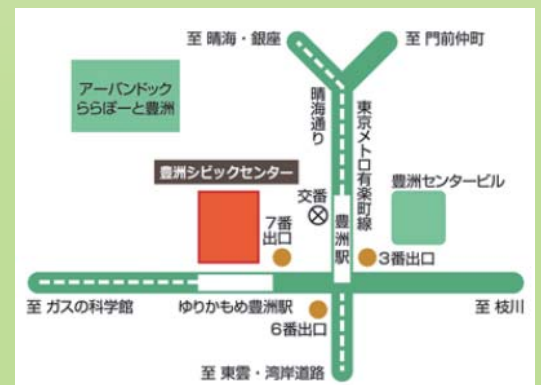 至 晴海・銀座
至 門前仲町
アーバンドック
ららぽーと豊洲
晴海通り
東京メトロ有楽町線
豊洲シビックセンター
豊洲センタービル
交番
7番
出口
豊洲駅
3番出口
至 ガスの科学館
ゆりかもめ豊洲駅
至 枝川
6番出口
至 東雲・湾岸道路